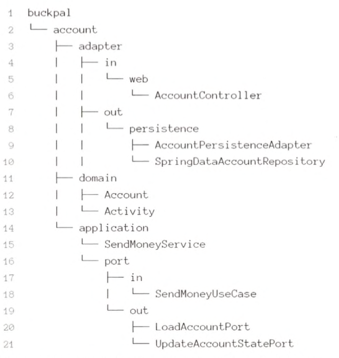 1 buckpal
2 └── account
3     ├── adapter
4     |   ├── in
5     |   |   └── web
6     |   |       └── AccountController
7     |   ├── out
8     |   |   └── persistence
9     |   |       ├── AccountPersistenceAdapter
10     |   |       └── SpringDataAccountRepository
11     ├── domain
12     |   ├── Account
13     |   └── Activity
14     └── application
15         └── SendMoneyService
16         └── port
17             ├── in
18             |   └── SendMoneyUseCase
19             └── out
20                 ├── LoadAccountPort
21                 └── UpdateAccountStatePort